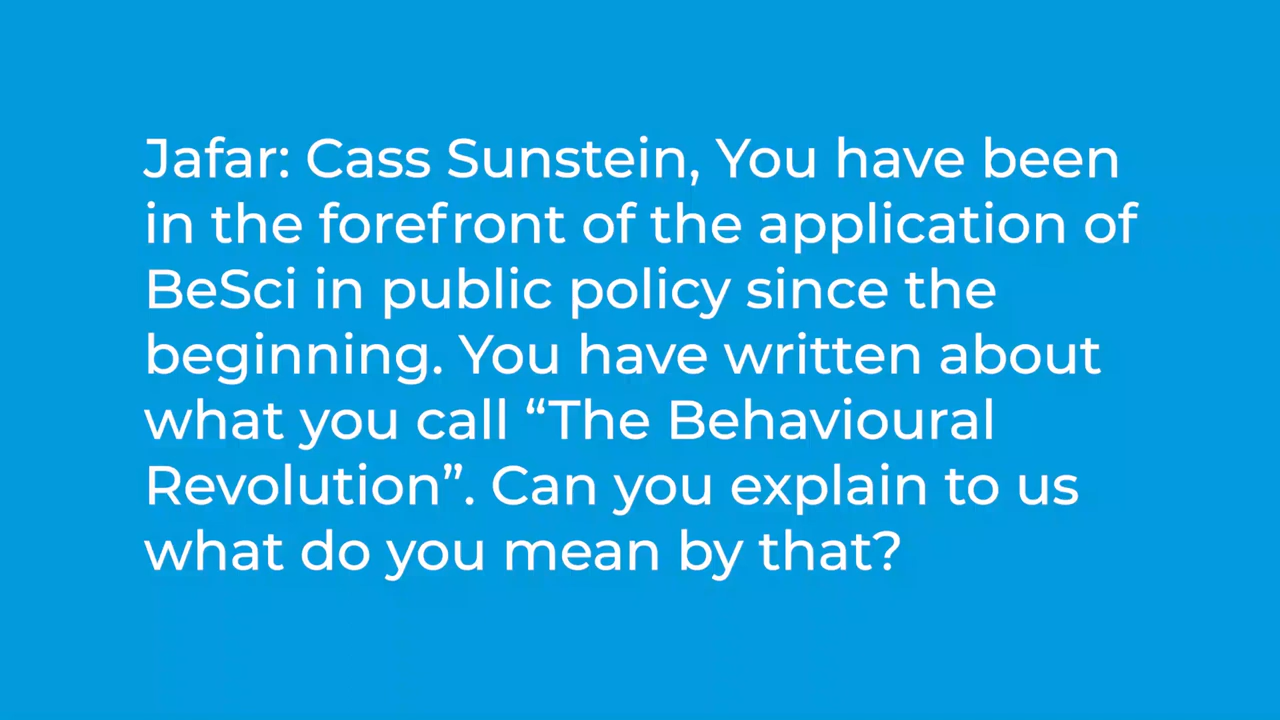 Jafar: Cass Sunstein, You have been
in the forefront of the application of
BeSci in public policy since the
beginning. You have written about
what you call “The Behavioural
Revolution”. Can you explain to us
what do you mean by that?